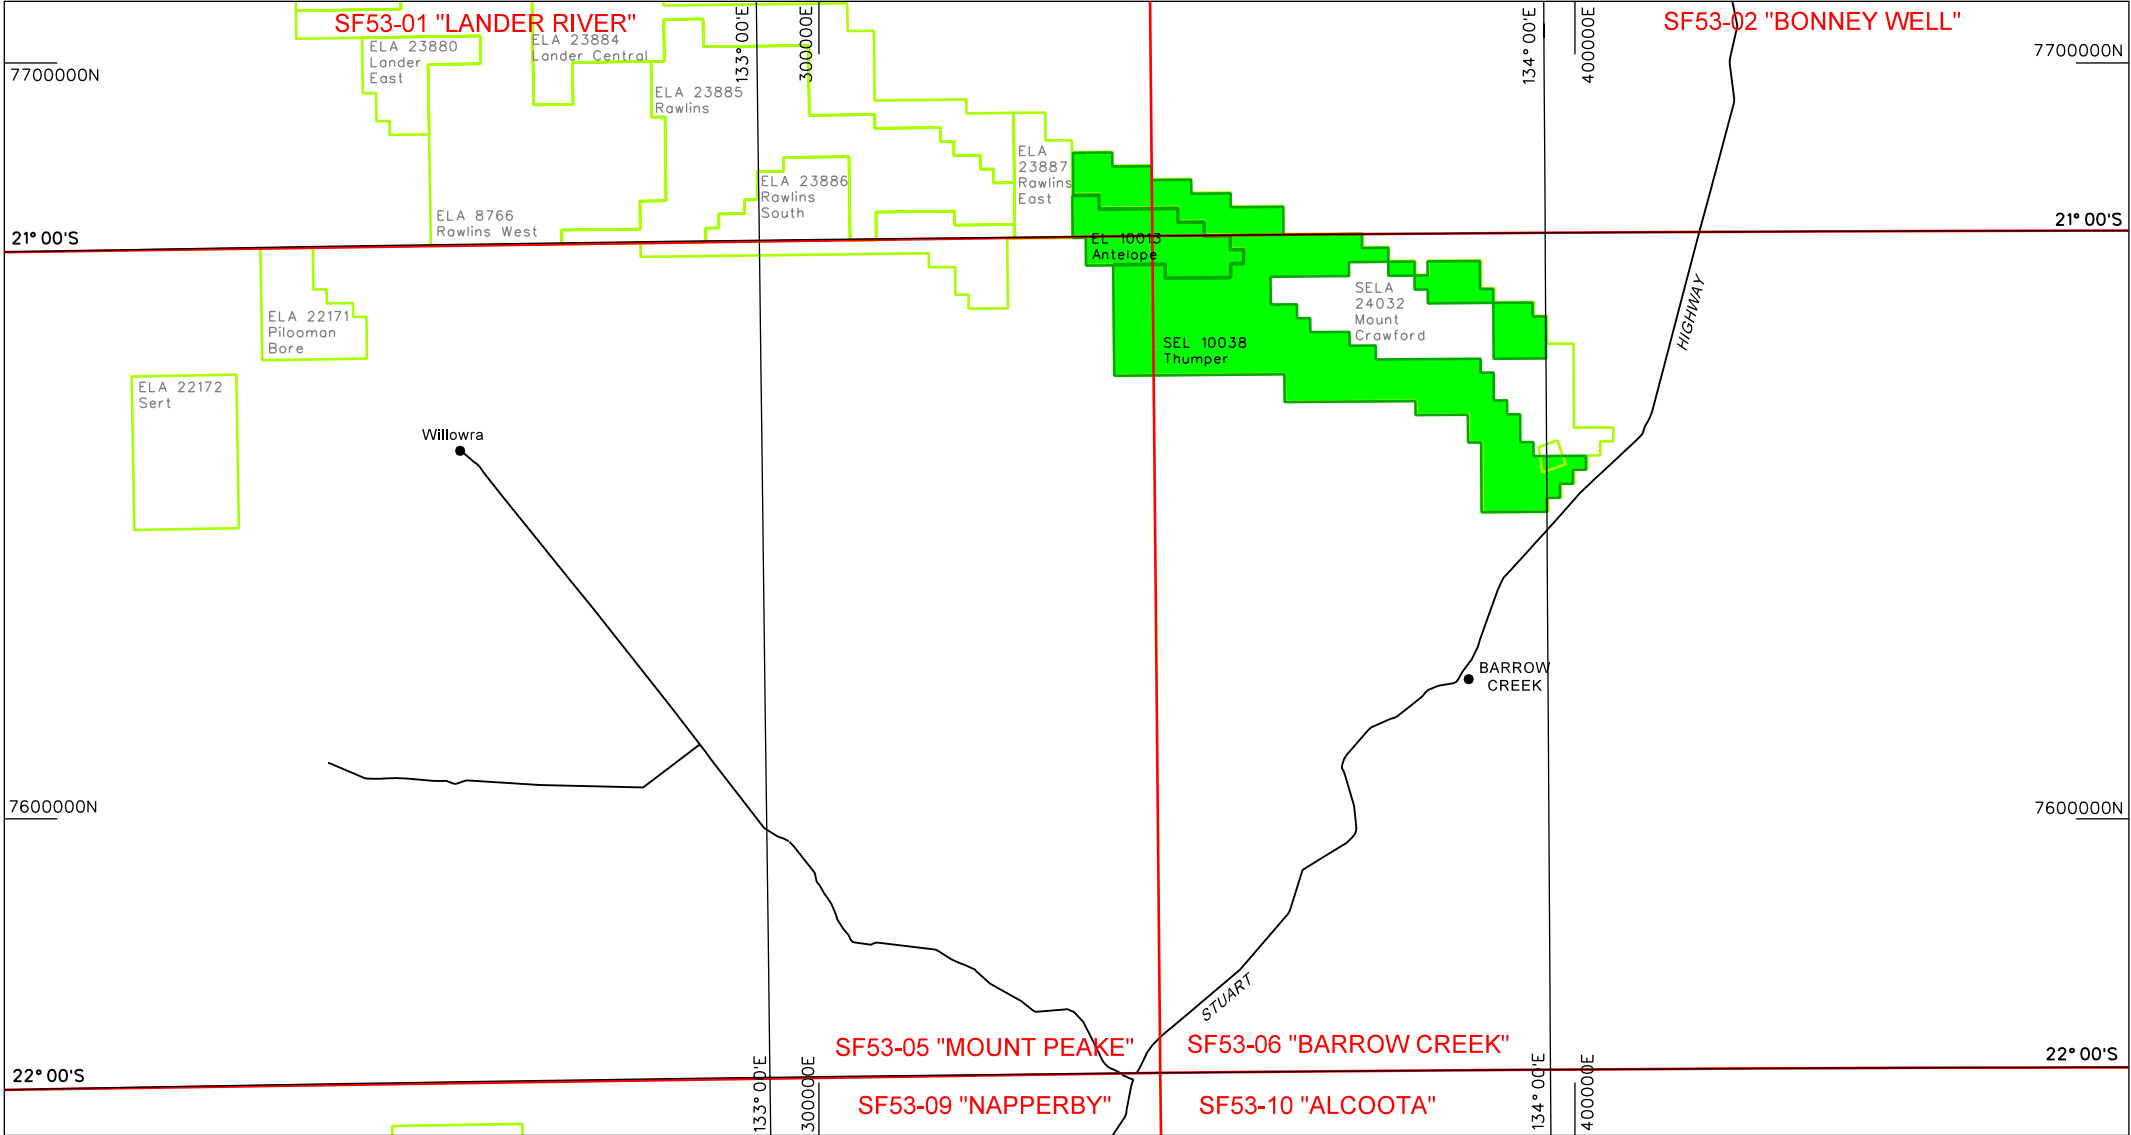 SF53-01 "LANDER RIVER"
SF53-02 "BONNEY WELL"
133° 00'E
300000E
134° 00'E
400000E
7700000N
7700000N
ELA 23880
Lander
East
ELA 23884
Lander Central
ELA 23885
Rawlins
ELA
23887
Rawlins
East
ELA 23886
Rawlins
South
ELA 8766
Rawlins West
21° 00'S
21° 00'S
EL 10013
Antelope
SELA
24032
Mount
Crawford
ELA 22171
Pilooman
Bore
SEL 10038
Thumper
HIGHWAY
ELA 22172
Sert
Willowra
BARROW
CREEK
7600000N
7600000N
STUART
SF53-05 "MOUNT PEAKE"
SF53-06 "BARROW CREEK"
22° 00'S
22° 00'S
133° 00'E
300000E
134° 00'E
400000E
SF53-09 "NAPPERBY"
SF53-10 "ALCOOTA"